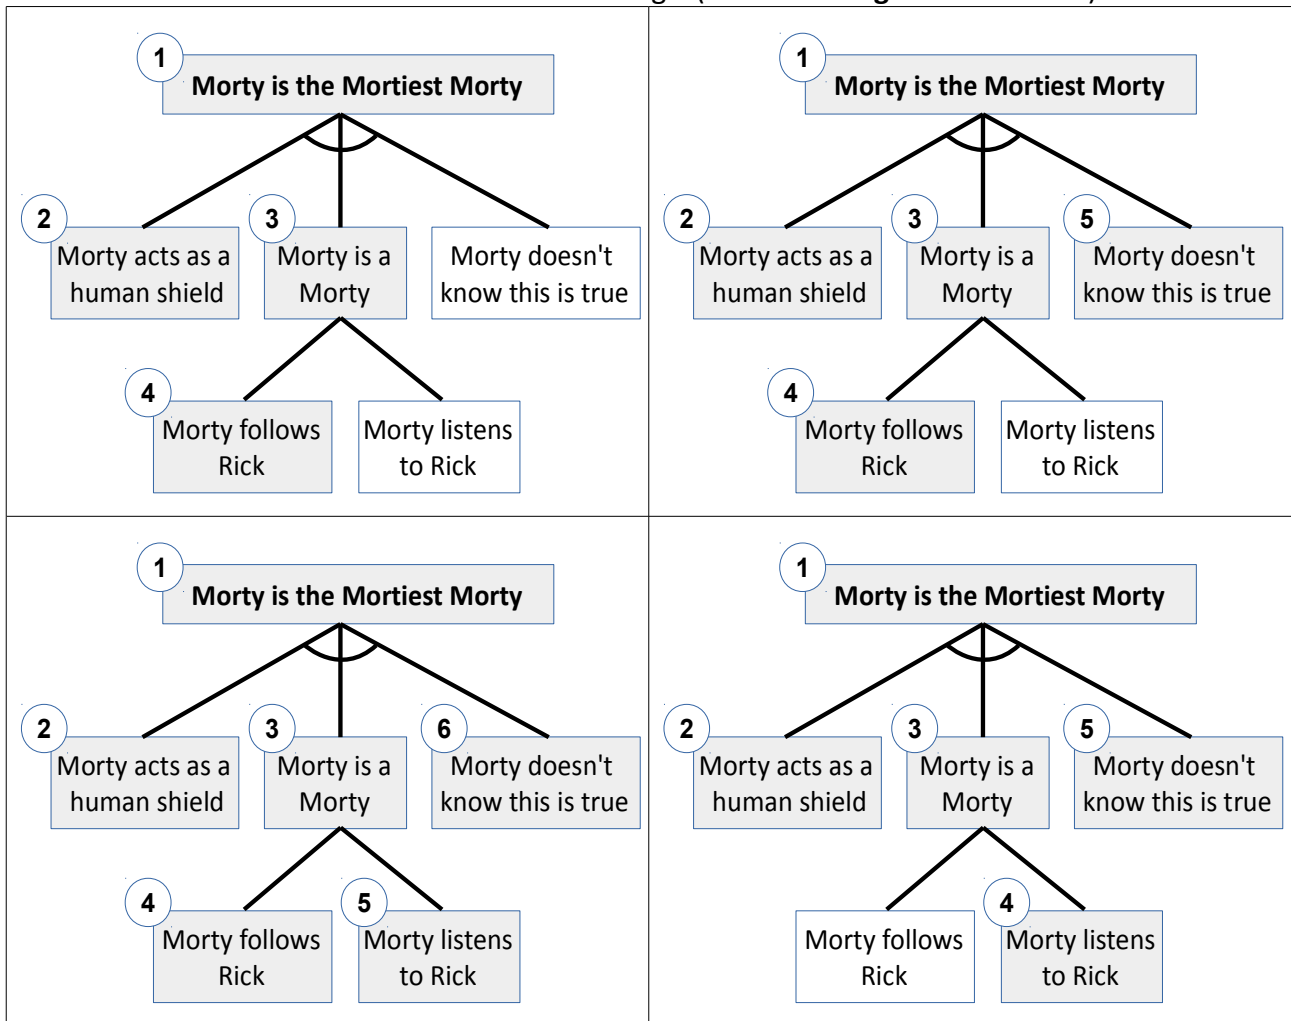 1
Morty is the Mortiest Morty
2
3
Morty acts as a
human shield
Morty is a
Morty
Morty doesn't
know this is true
4
Morty follows
Rick
Morty listens
to Rick
1
Morty is the Mortiest Morty
2
3
5
Morty acts as a
human shield
Morty is a
Morty
Morty doesn't
know this is true
4
Morty follows
Rick
Morty listens
to Rick
1
Morty is the Mortiest Morty
2
3
6
Morty acts as a
human shield
Morty is a
Morty
Morty doesn't
know this is true
4
5
Morty follows
Rick
Morty listens
to Rick
1
Morty is the Mortiest Morty
2
3
5
Morty acts as a
human shield
Morty is a
Morty
Morty doesn't
know this is true
4
Morty follows
Rick
Morty listens
to Rick